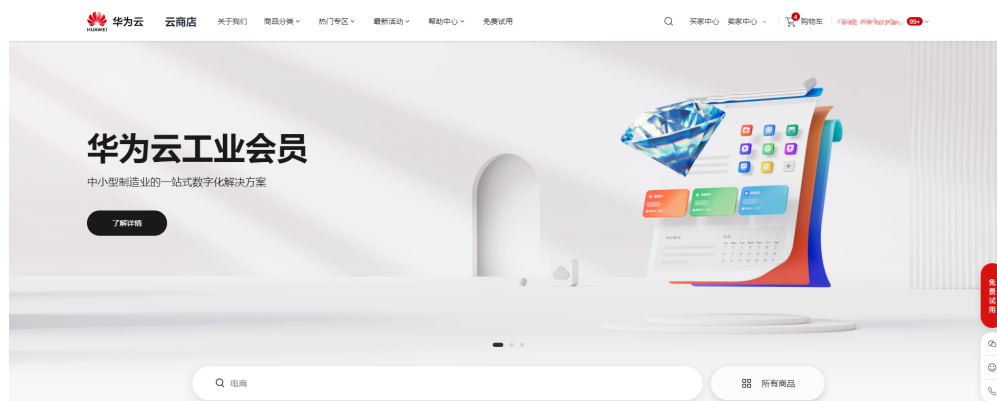 HUAWEI 华为云 云商店 关于我们 商品分类 热门专区 最新活动 帮助中心 免费试用 买家中心 卖家中心 4 购物车 99+
华为云工业会员
中小型制造业的一站式数字化解决方案
了解详情
免费试用
电商 所有商品